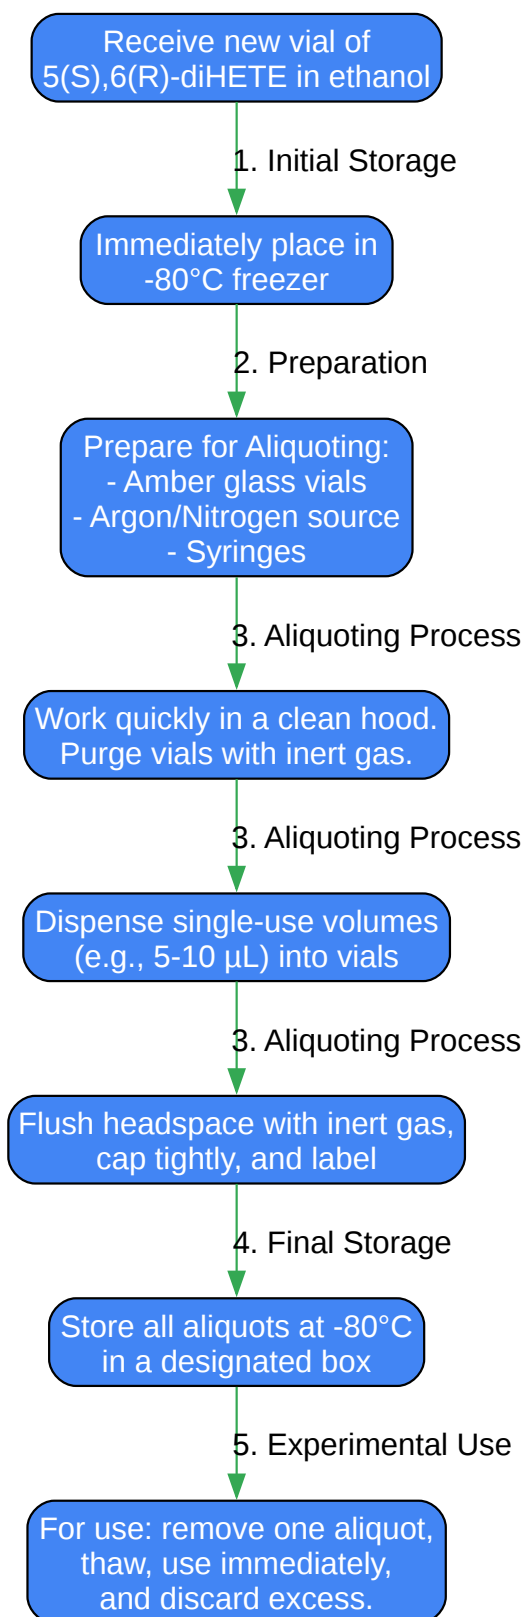 Receive new vial of
5(S),6(R)-diHETE in ethanol
1. Initial Storage
Immediately place in
-80°C freezer
2. Preparation
Prepare for Aliquoting:
- Amber glass vials
- Argon/Nitrogen source
- Syringes
3. Aliquoting Process
Work quickly in a clean hood.
Purge vials with inert gas.
3. Aliquoting Process
Dispense single-use volumes
(e.g., 5-10 µL) into vials
3. Aliquoting Process
Flush headspace with inert gas,
cap tightly, and label
4. Final Storage
Store all aliquots at -80°C
in a designated box
5. Experimental Use
For use: remove one aliquot,
thaw, use immediately,
and discard excess.